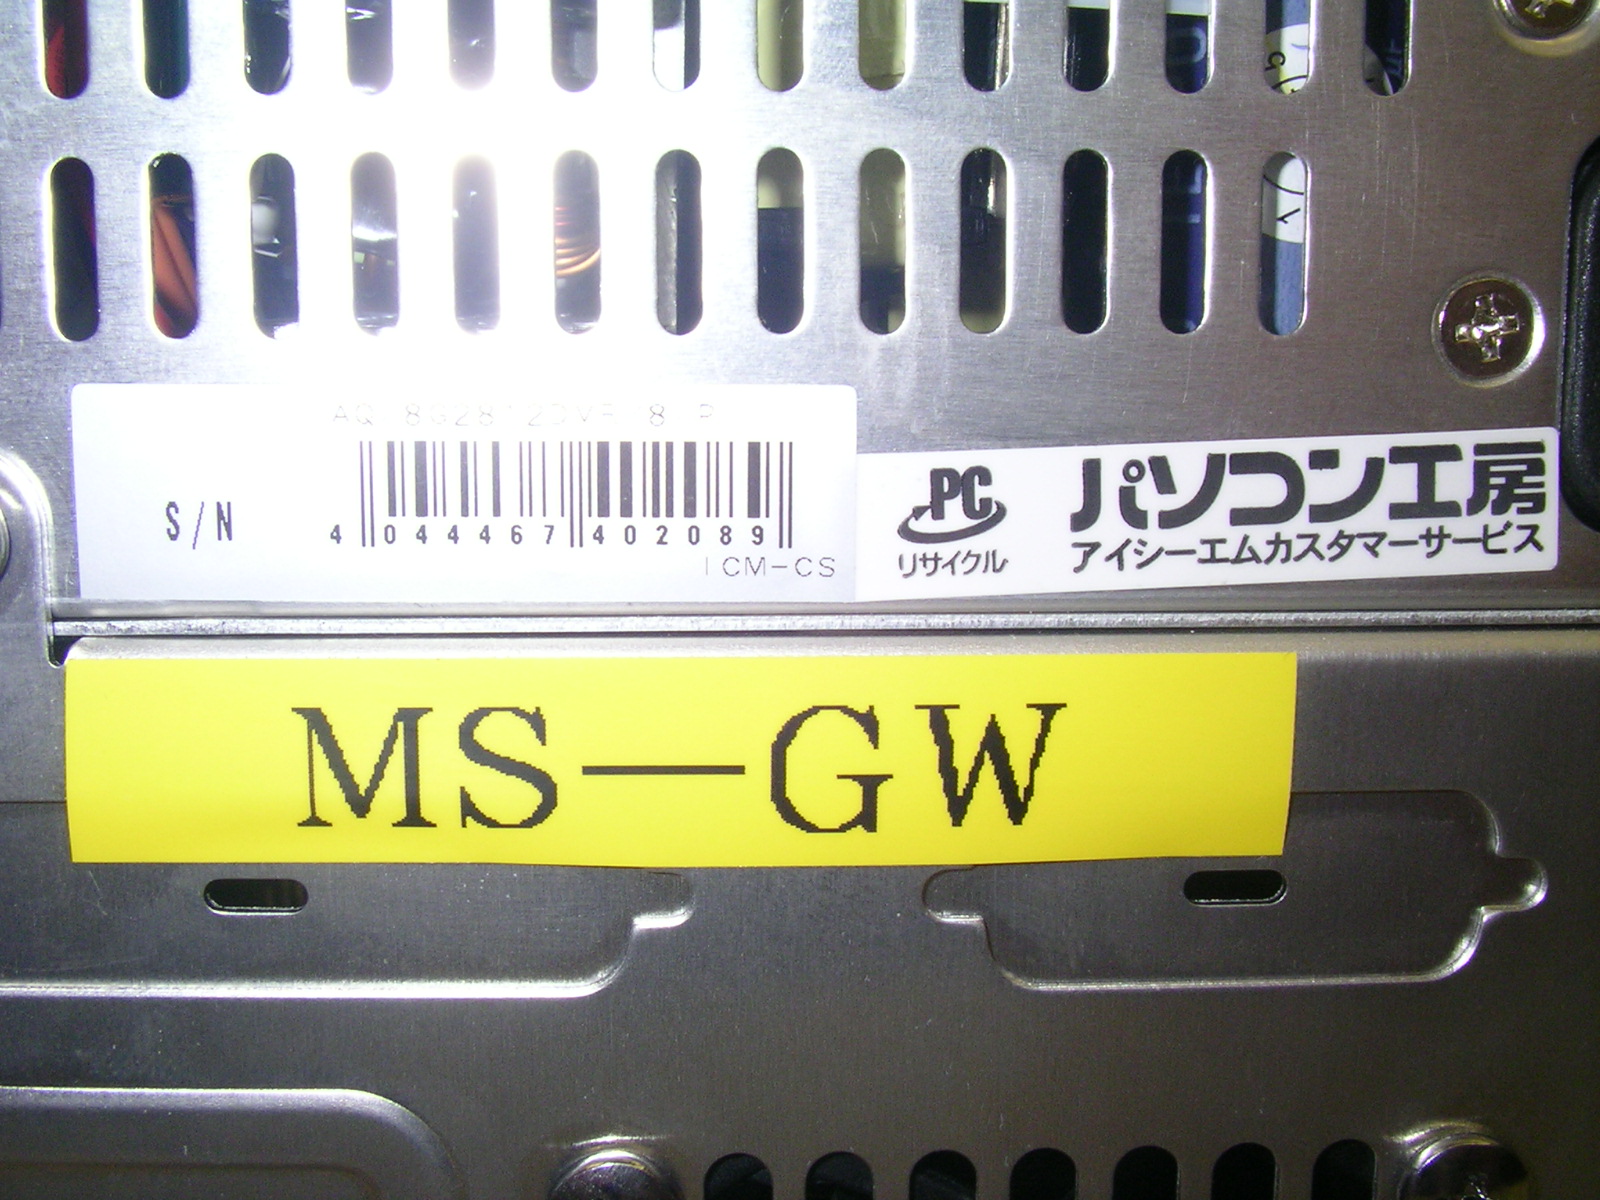 S/N
4 044467 402089
ICM-CS
PC
リサイクル
パソコン工房
アイシーエムカスタマーサービス
MS—GW